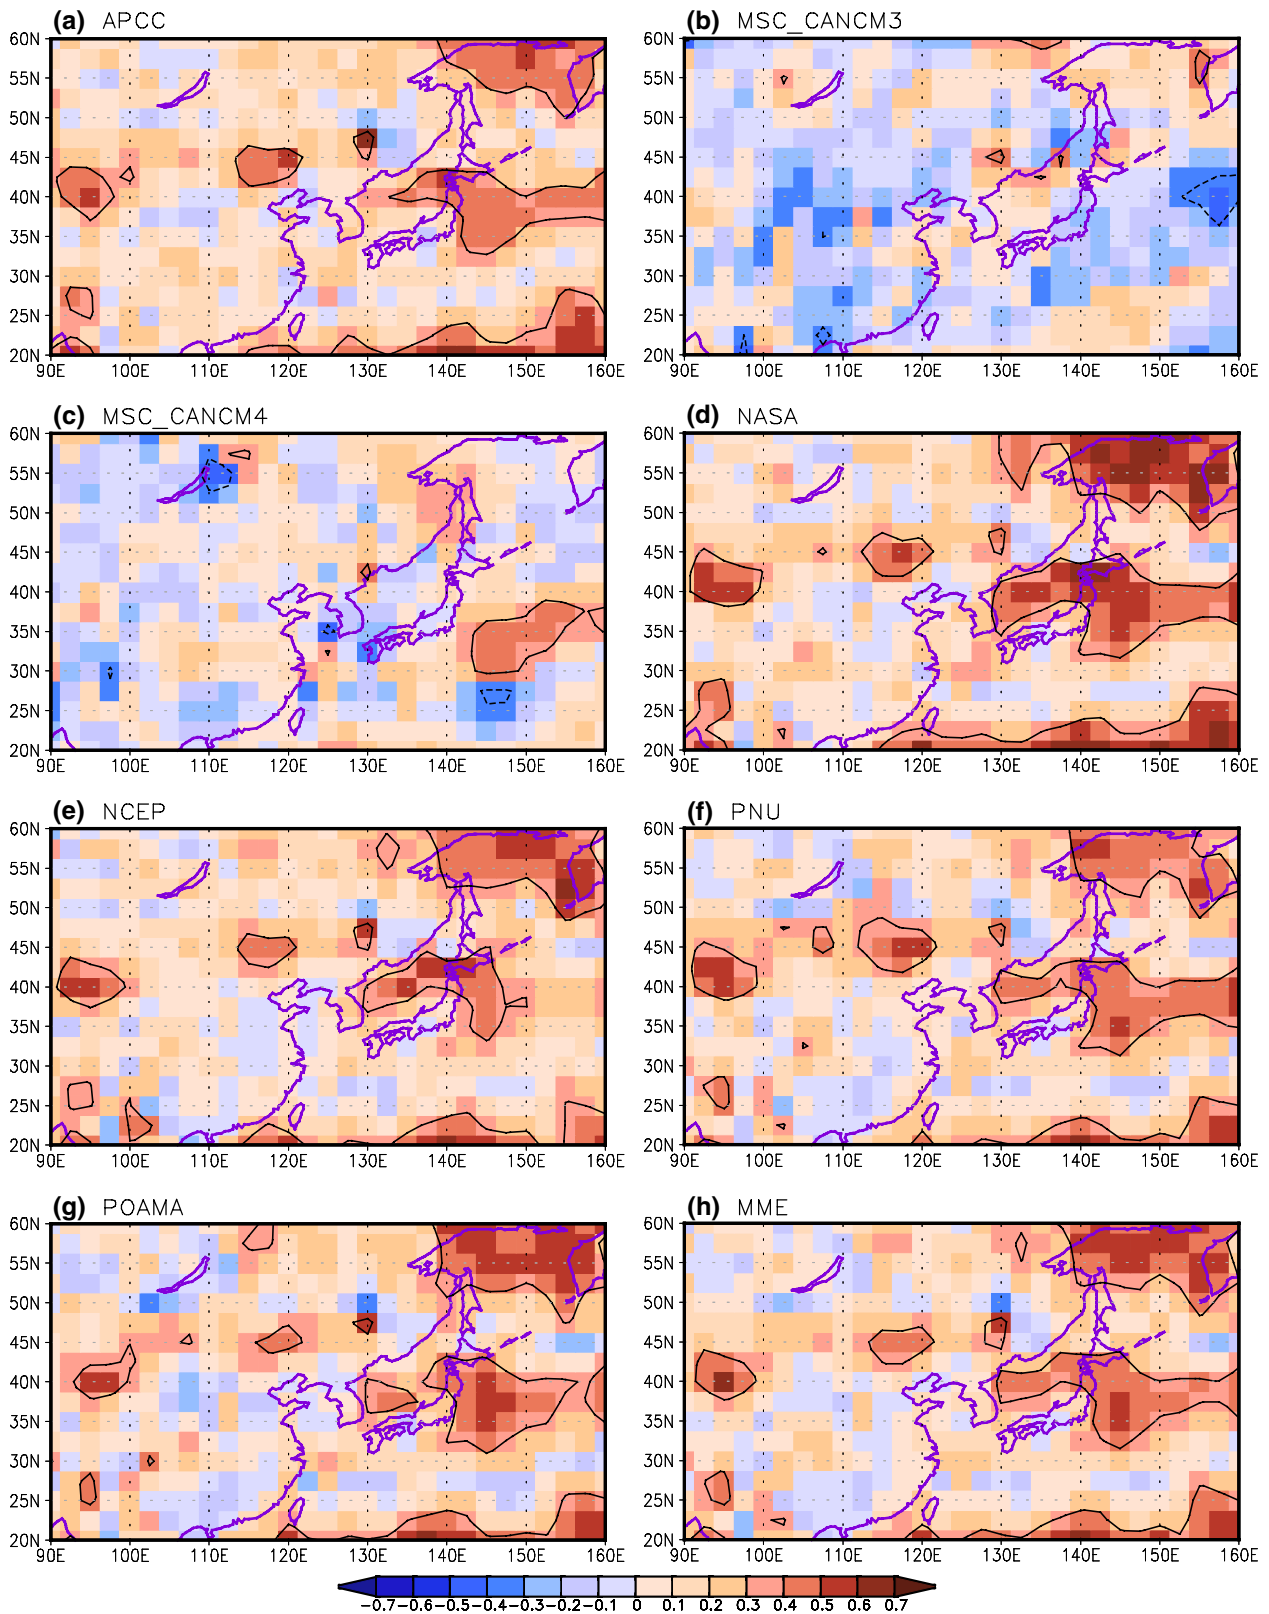 (a) APCC
(b) MSC_CANCM3
60N 55N 50N 45N 40N 35N 30N 25N 20N
90E 100E 110E 120E 130E 140E 150E 160E
60N 55N 50N 45N 40N 35N 30N 25N 20N
90E 100E 110E 120E 130E 140E 150E 160E
(c) MSC_CANCM4
(d) NASA
60N 55N 50N 45N 40N 35N 30N 25N 20N
90E 100E 110E 120E 130E 140E 150E 160E
60N 55N 50N 45N 40N 35N 30N 25N 20N
90E 100E 110E 120E 130E 140E 150E 160E
(e) NCEP
(f) PNU
60N 55N 50N 45N 40N 35N 30N 25N 20N
90E 100E 110E 120E 130E 140E 150E 160E
60N 55N 50N 45N 40N 35N 30N 25N 20N
90E 100E 110E 120E 130E 140E 150E 160E
(g) POAMA
(h) MME
60N 55N 50N 45N 40N 35N 30N 25N 20N
90E 100E 110E 120E 130E 140E 150E 160E
60N 55N 50N 45N 40N 35N 30N 25N 20N
90E 100E 110E 120E 130E 140E 150E 160E
-0.7 -0.6 -0.5 -0.4 -0.3 -0.2 -0.1 0 0.1 0.2 0.3 0.4 0.5 0.6 0.7